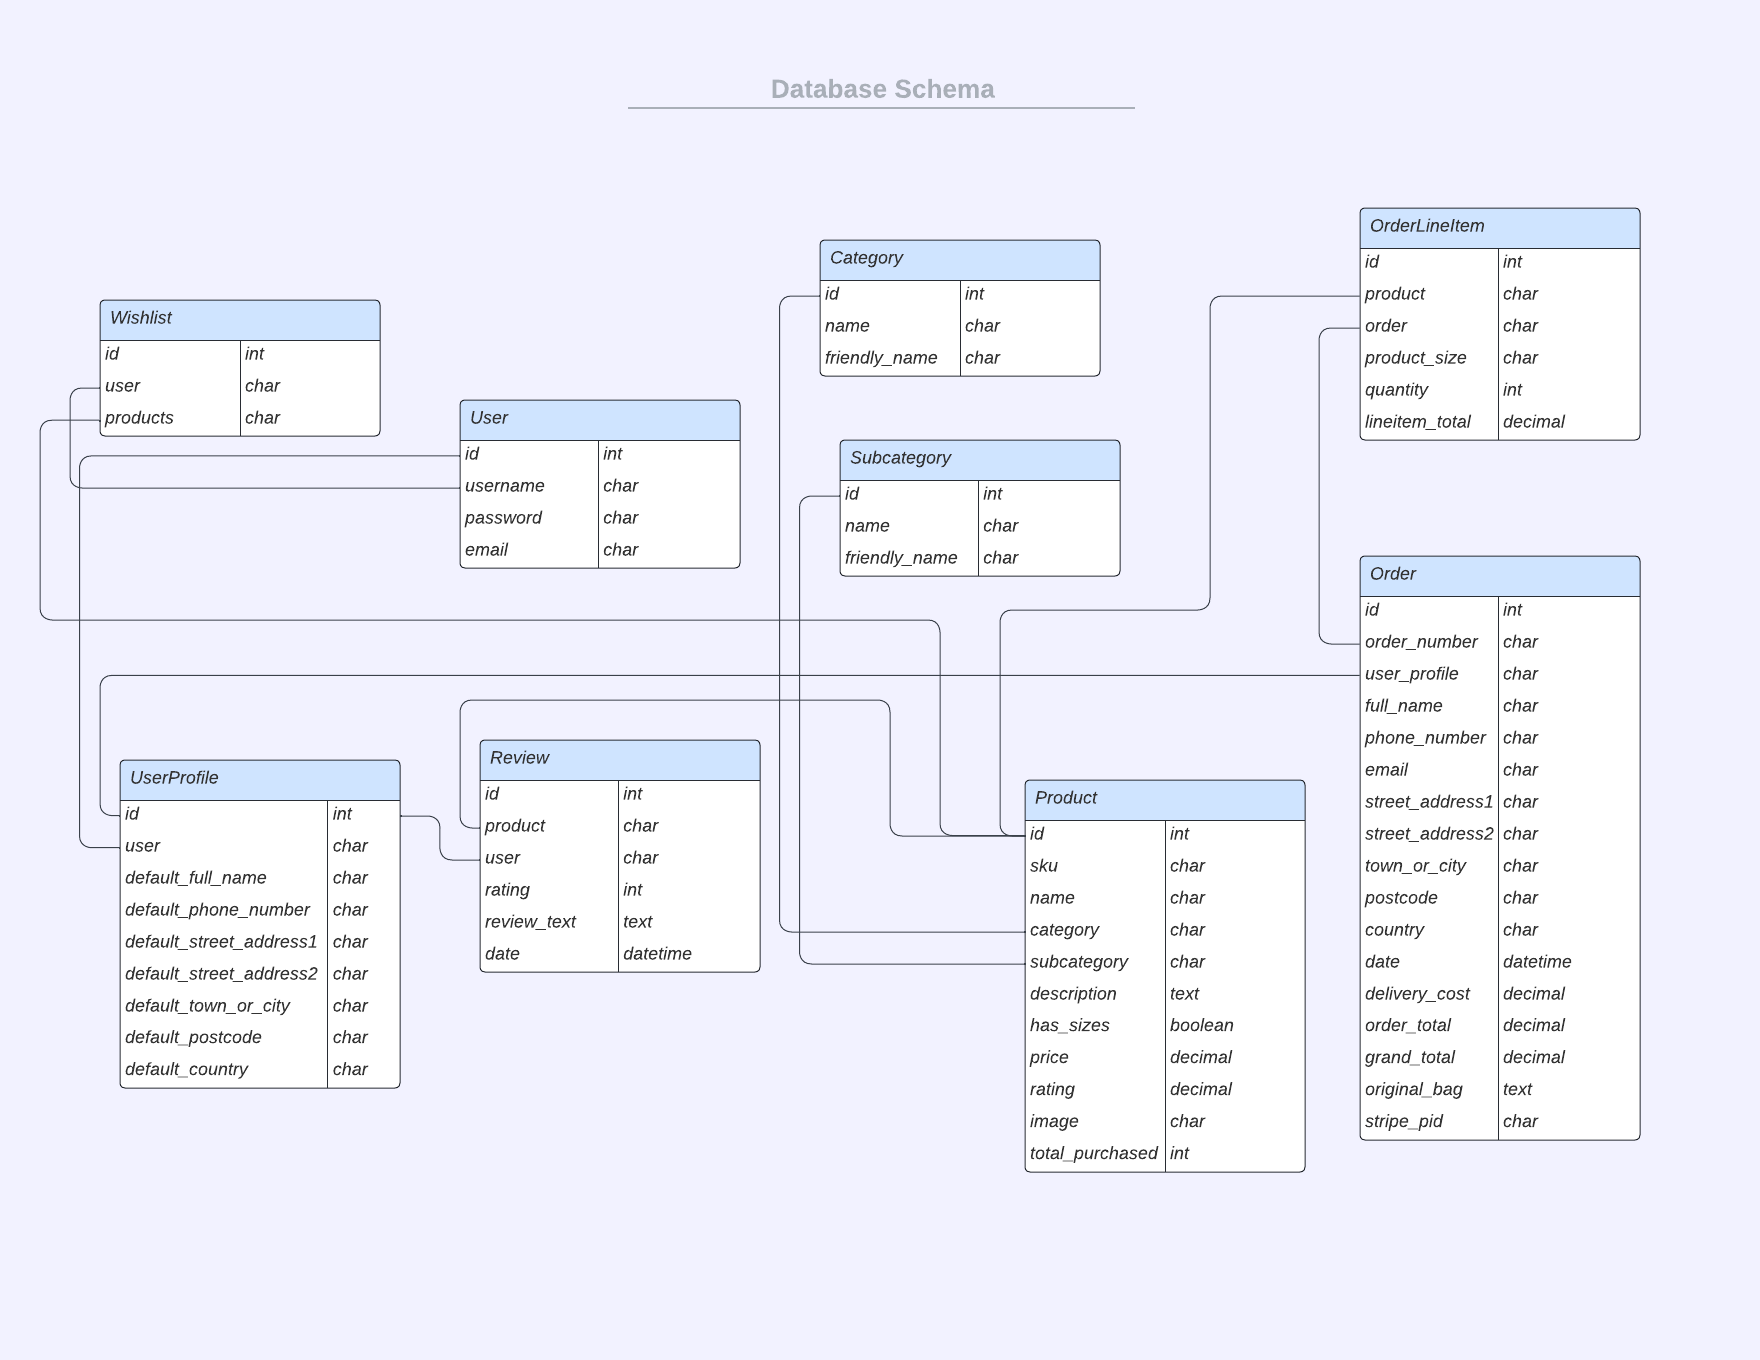 Database Schema
Wishlist
id int
user char
products char
User
id int
username char
password char
email char
Category
id int
name char
friendly_name char
Subcategory
id int
name char
friendly_name char
OrderLineItem
id int
product char
order char
product_size char
quantity int
lineitem_total decimal
Order
id int
order_number char
user_profile char
full_name char
phone_number char
email char
street_address1 char
street_address2 char
town_or_city char
postcode char
country char
date datetime
delivery_cost decimal
order_total decimal
grand_total decimal
original_bag text
stripe_pid char
UserProfile
id int
user char
default_full_name char
default_phone_number char
default_street_address1 char
default_street_address2 char
default_town_or_city char
default_postcode char
default_country char
Review
id int
product char
user char
rating int
review_text text
date datetime
Product
id int
sku char
name char
category char
subcategory char
description text
has_sizes boolean
price decimal
rating decimal
image char
total_purchased int